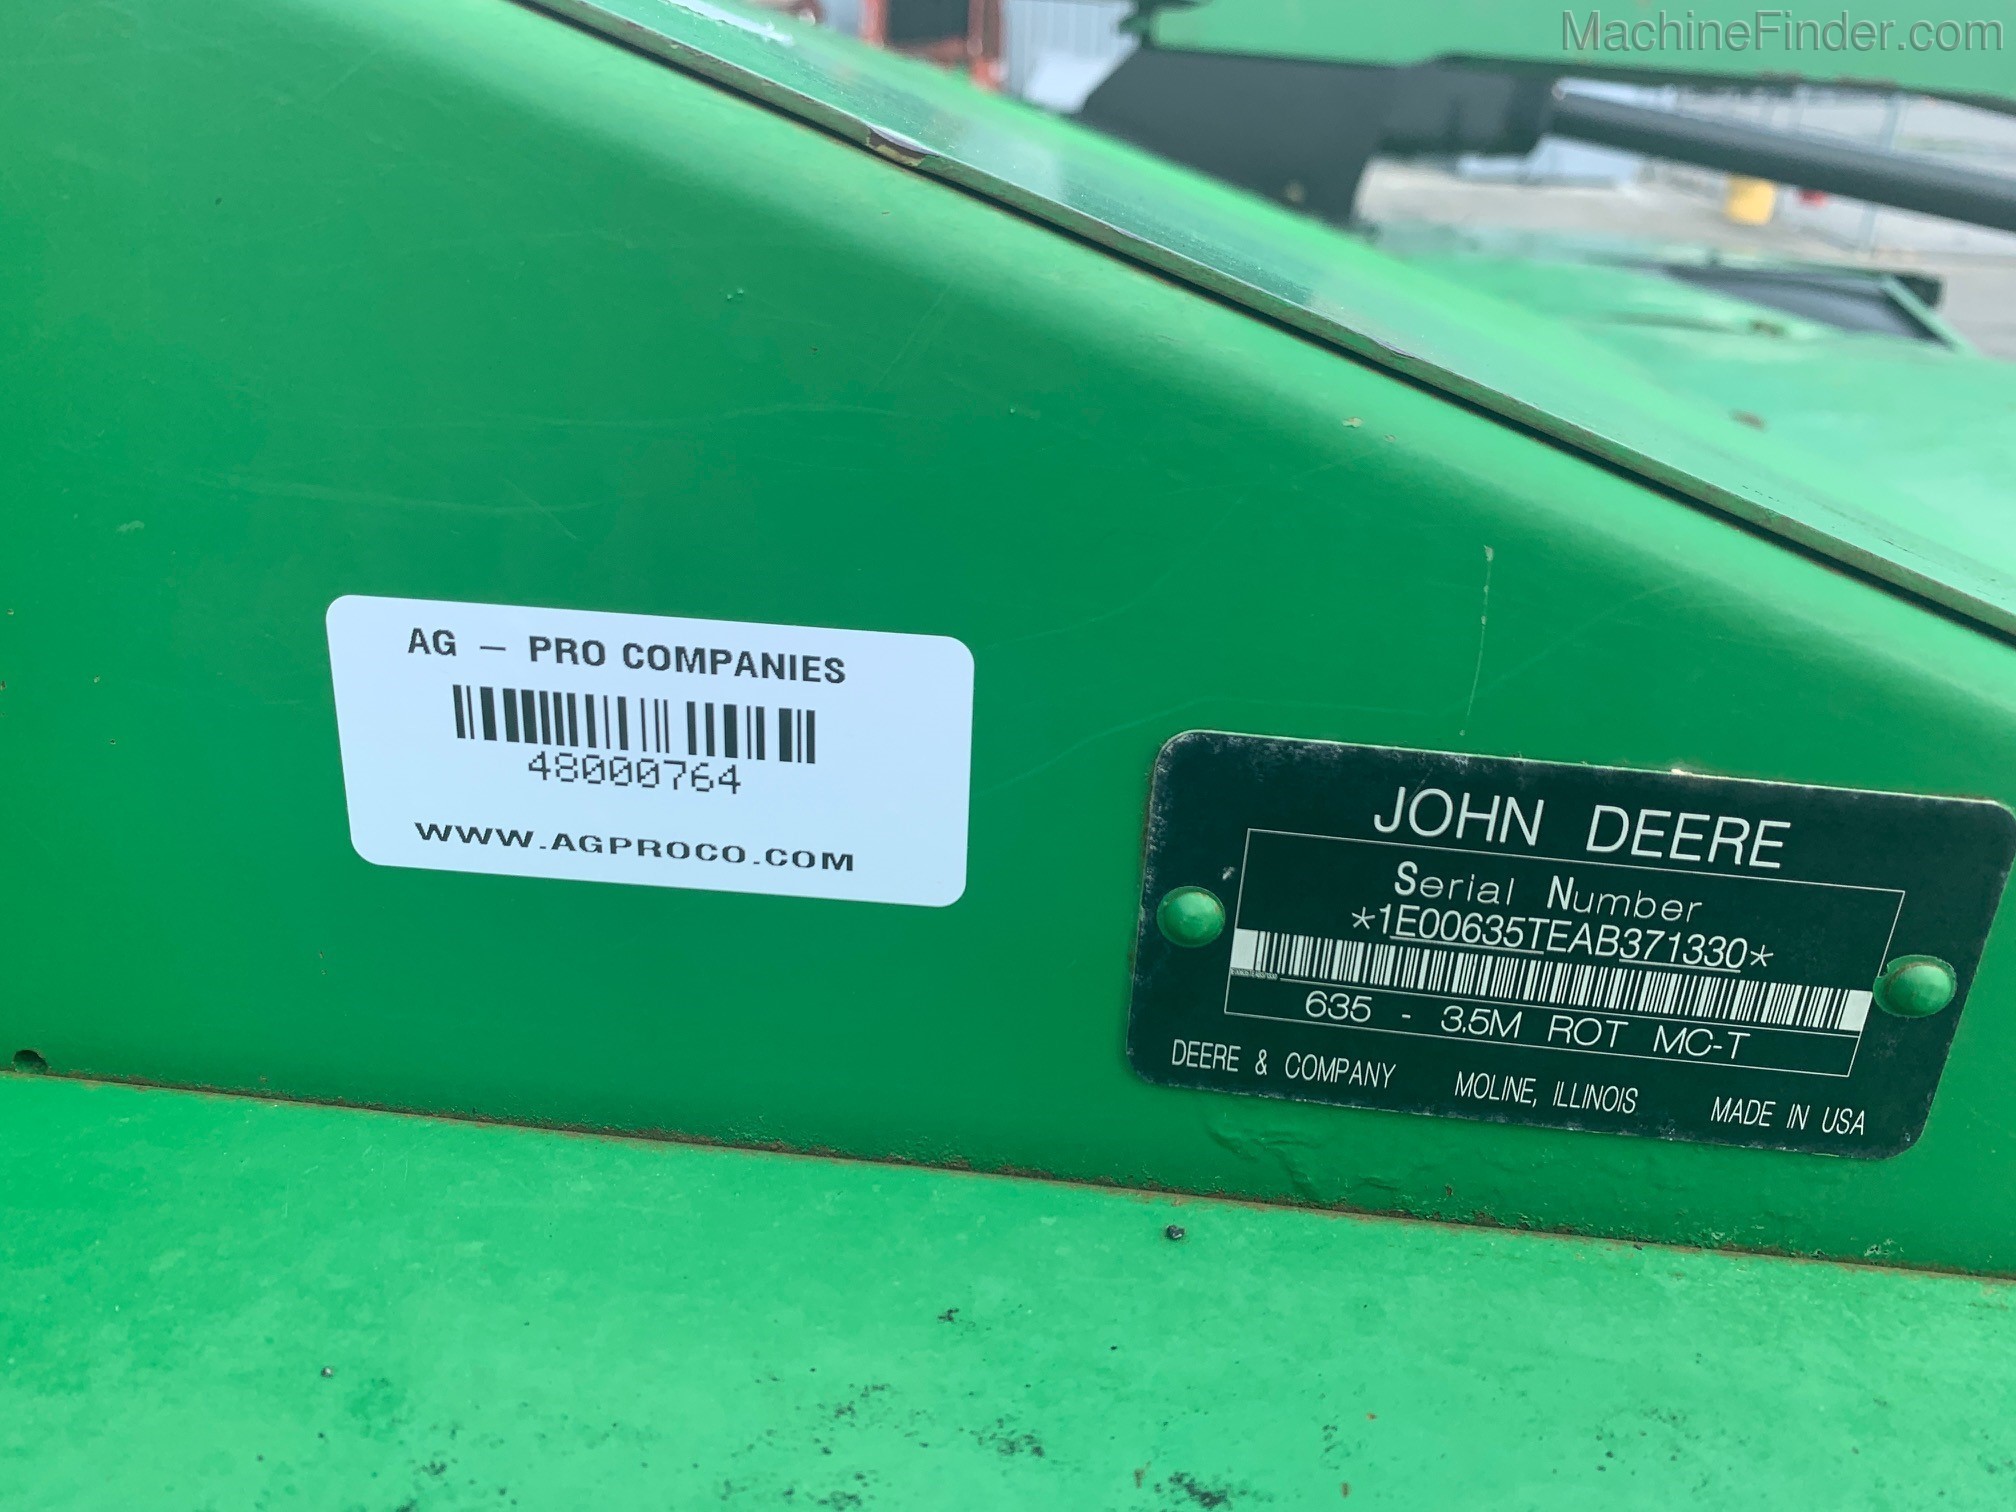 MachineFinder.com
AG – PRO COMPANIES
48000764
WWW.AGPROCO.COM
JOHN DEERE
Serial Number
*1E00635TEAB371330*
635 - 3.5M ROT MC-T
DEERE & COMPANY MOLINE, ILLINOIS MADE IN USA